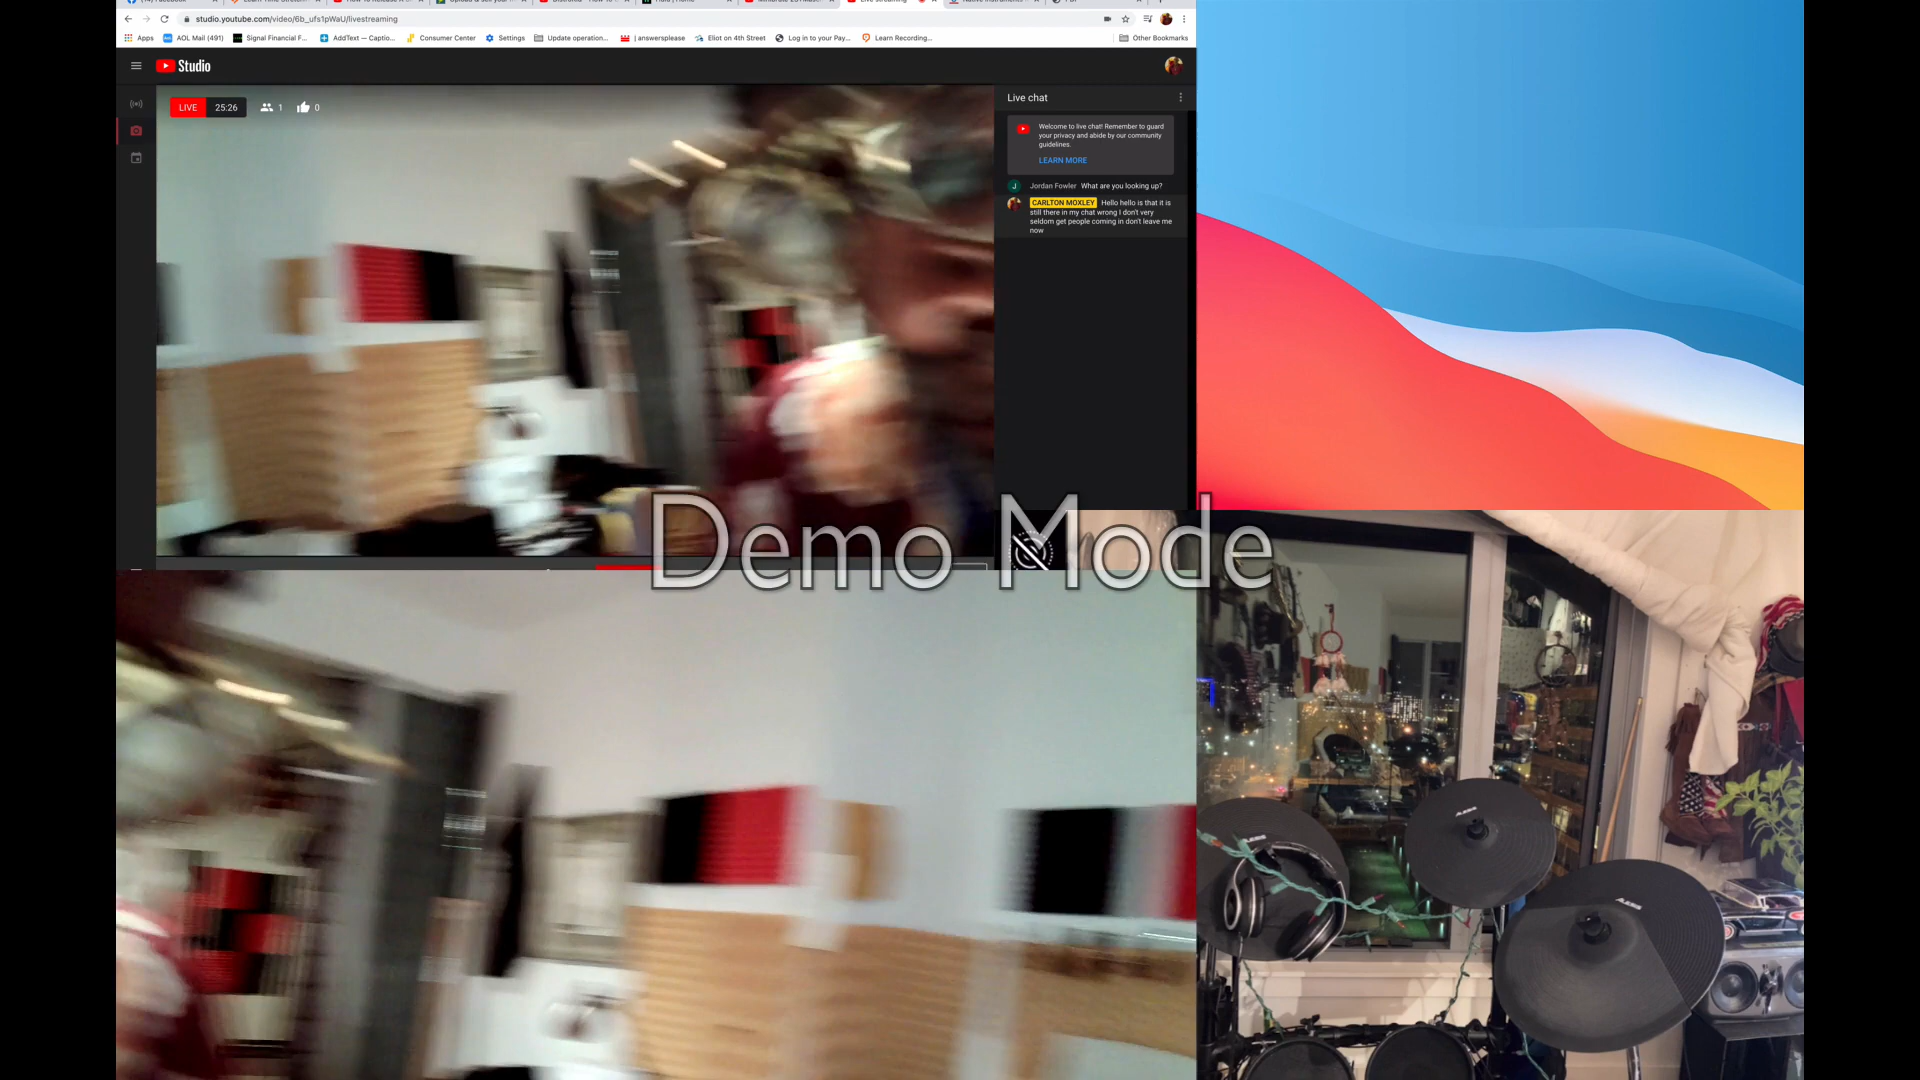 studio.youtube.com/video/6b_ufs1pWaU/livestreaming
Apps AOL Mail (491) Signal Financial F... AddText — Captio... Consumer Center Settings Update operation... | answersplease Eliot on 4th Street Log in to your Pay... Learn Recording... Other Bookmarks
Studio
LIVE 25:26 1 0
Live chat
Welcome to live chat! Remember to guard
your privacy and abide by our community
guidelines.
LEARN MORE
J Jordan Fowler What are you looking up?
CARLTON MOXLEY Hello hello is that it is
still there in my chat wrong I don't very
seldom get people coming in don't leave me
now
Demo Mode
ALESIS
ALESIS
ALESIS